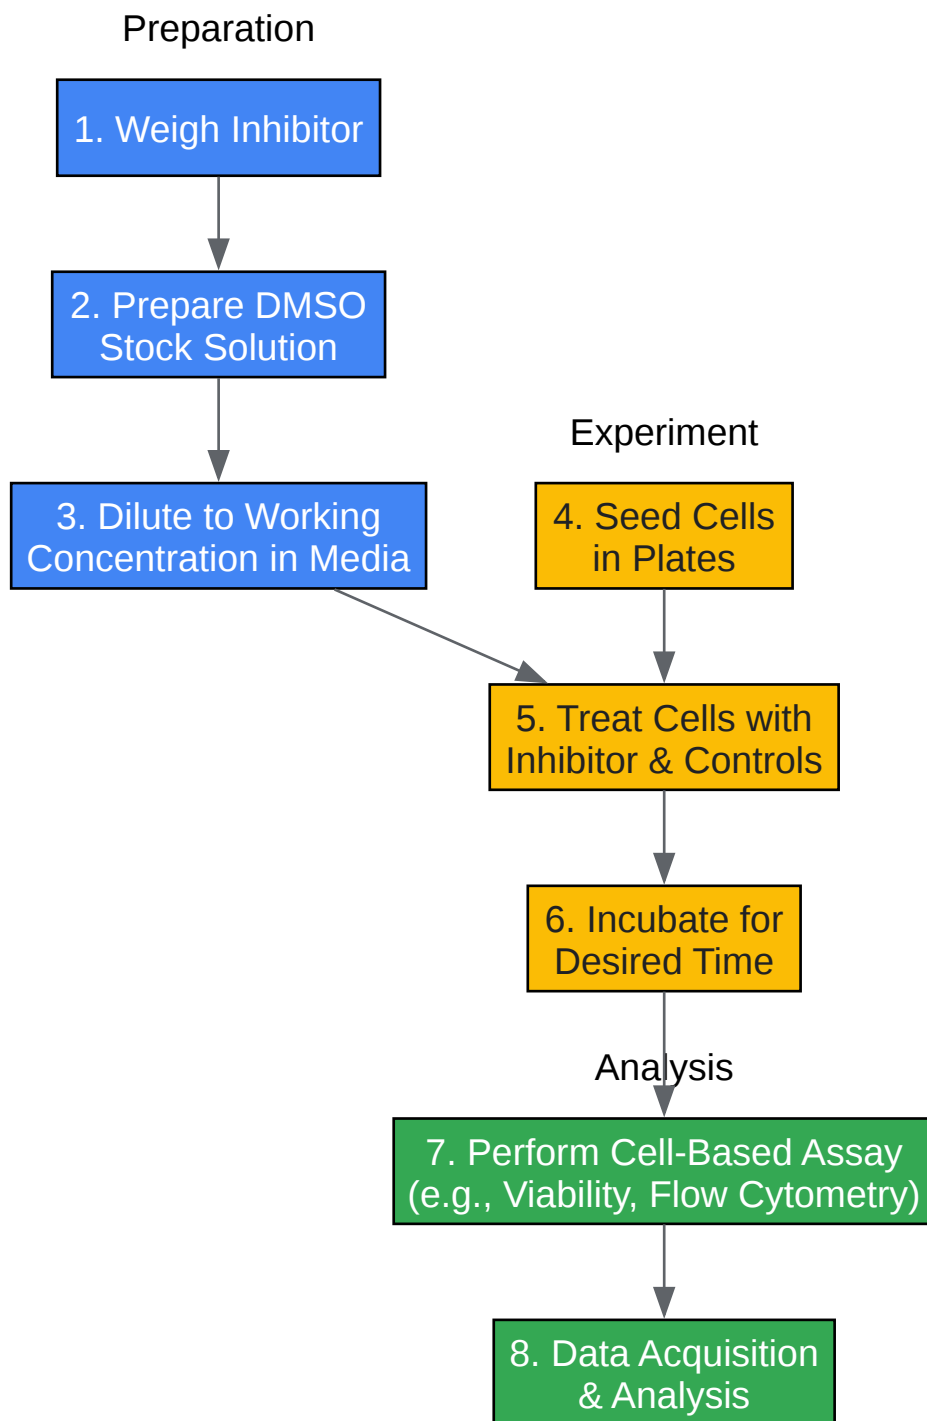 Preparation
1. Weigh Inhibitor
2. Prepare DMSO
Stock Solution
3. Dilute to Working
Concentration in Media
Experiment
4. Seed Cells
in Plates
5. Treat Cells with
Inhibitor & Controls
6. Incubate for
Desired Time
Analysis
7. Perform Cell-Based Assay
(e.g., Viability, Flow Cytometry)
8. Data Acquisition
& Analysis